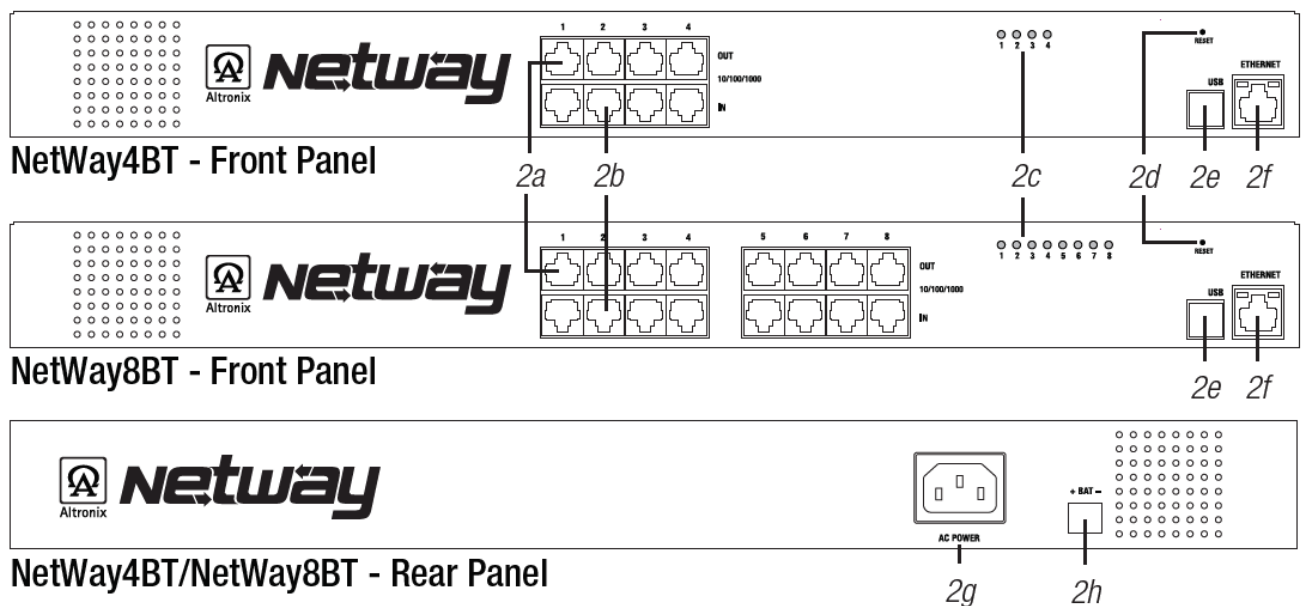 1 2 3 4
OUT
10/100/1000
IN
1 2 3 4
RESET
USB
ETHERNET
Altronix
Netway
NetWay4BT - Front Panel
2a 2b 2c 2d 2e 2f
1 2 3 4 5 6 7 8
OUT
10/100/1000
IN
1 2 3 4 5 6 7 8
RESET
USB
ETHERNET
Altronix
Netway
NetWay8BT - Front Panel
2e 2f
Altronix
Netway
AC POWER
+ BAT –
NetWay4BT/NetWay8BT - Rear Panel
2g 2h